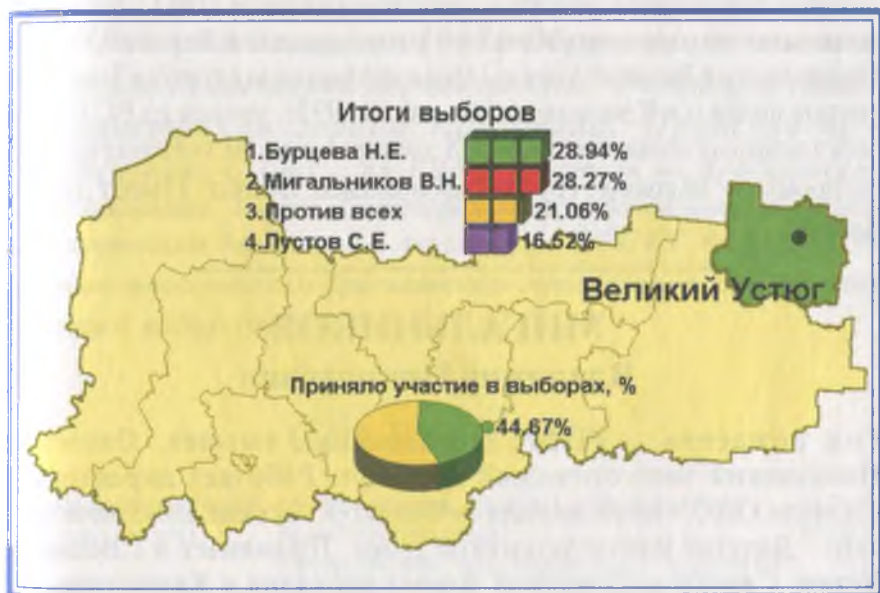 Итоги выборов
1.Бурцева Н.Е. 28.94%
2.Мигальников В.Н. 28.27%
3.Против всех 21.06%
4.Пустов С.Е. 16.52%
Великий Устюг
Приняло участие в выборах, %
44.67%